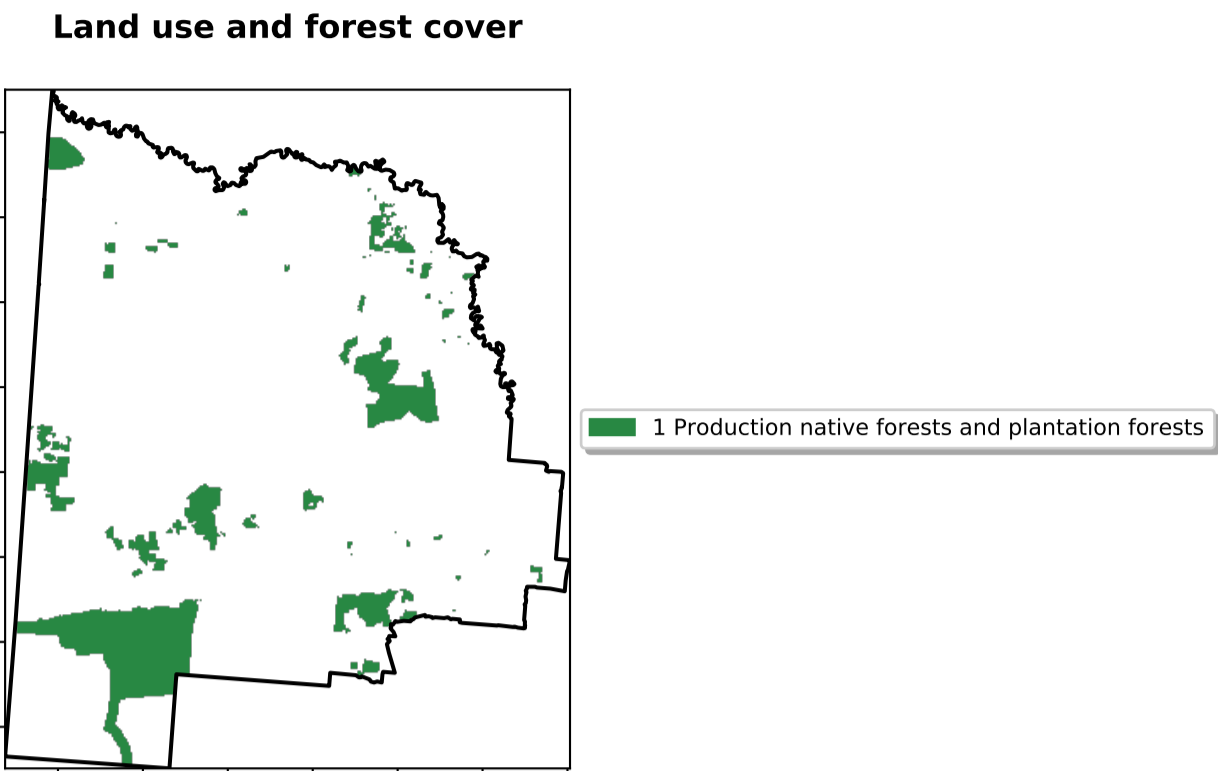 Land use and forest cover
1 Production native forests and plantation forests